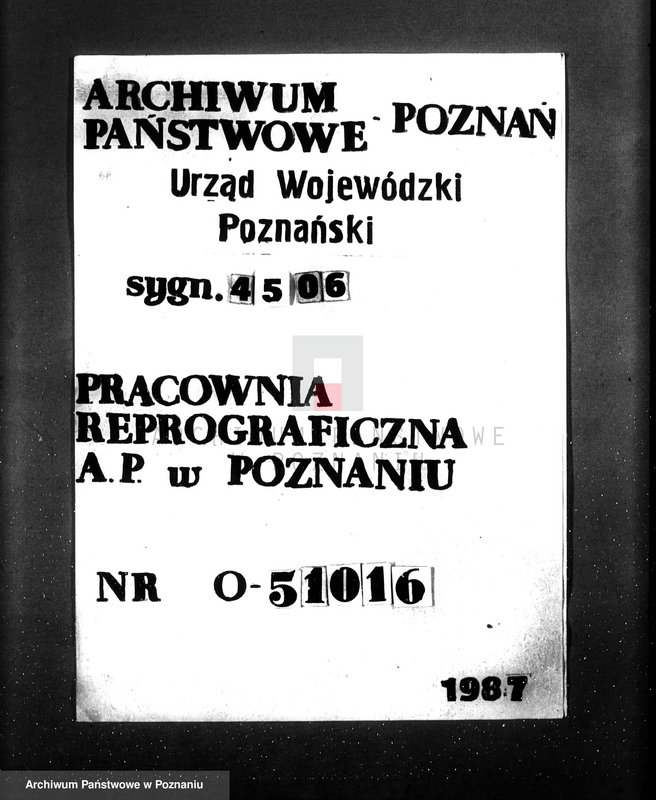 ARCHIWUM
PAŃSTWOWE - POZNAŃ
Urząd Wojewódzki
Poznański
sygn. 4506
PRACOWNIA
REPROGRAFICZNA
A.P. w POZNANIU
NR O-51016
1987
Archiwum Państwowe w Poznaniu